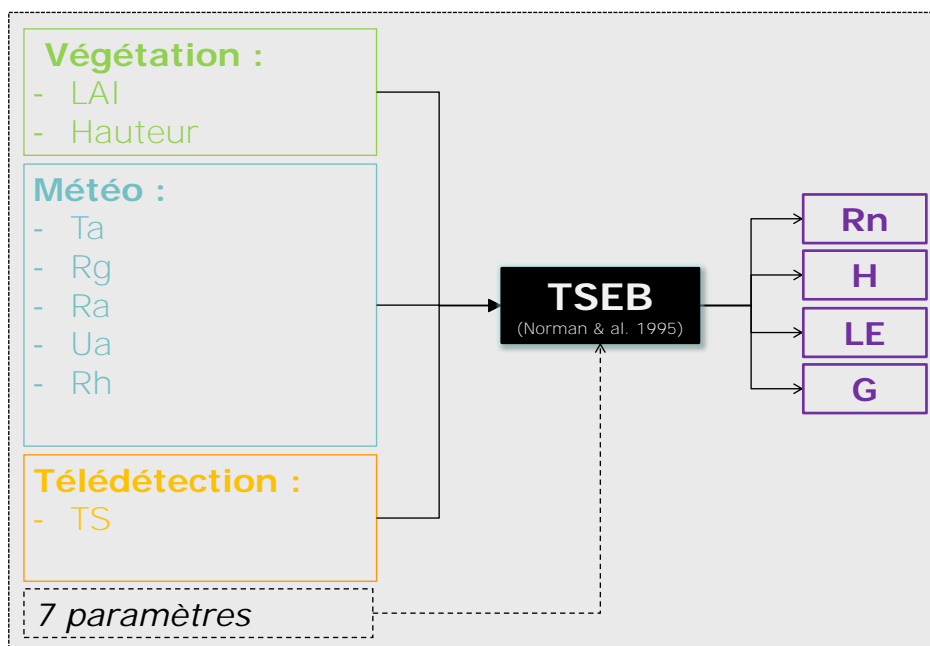 Végétation :
- LAI
- Hauteur
Météo :
- Ta
- Rg
- Ra
- Ua
- Rh
Télédétection :
- TS
7 paramètres
TSEB
(Norman & al. 1995)
Rn
H
LE
G